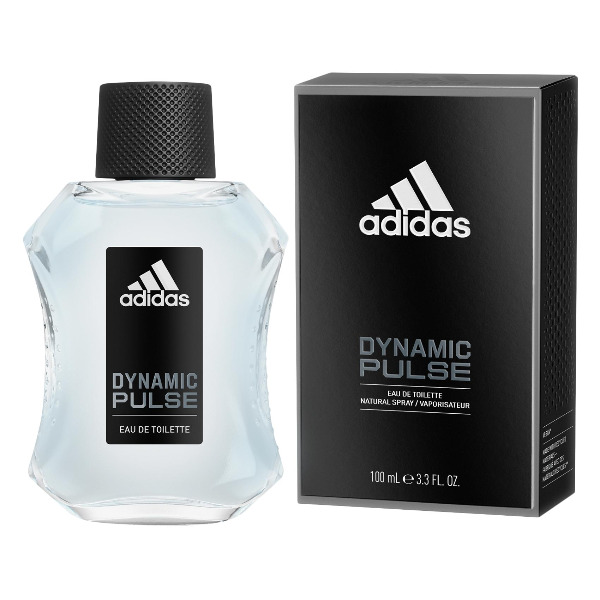 adidas
DYNAMIC
PULSE
EAU DE TOILETTE
adidas
DYNAMIC
PULSE
EAU DE TOILETTE
NATURAL SPRAY / VAPORISATEUR
100 mL ℮ 3.3 FL. OZ.